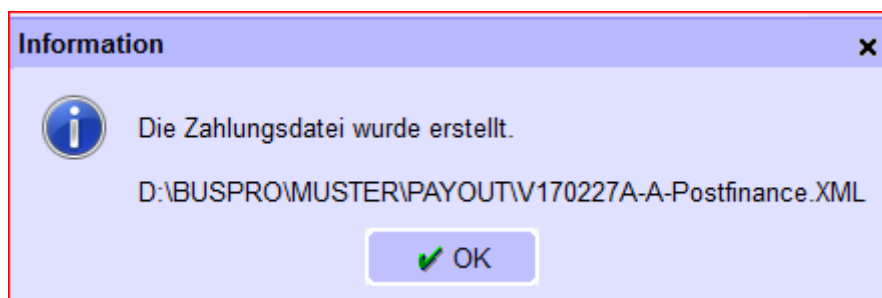 Information
Die Zahlungsdatei wurde erstellt.
D:\BUSPRO\MUSTER\PAYOUT\V170227A-A-Postfinance.XML
OK